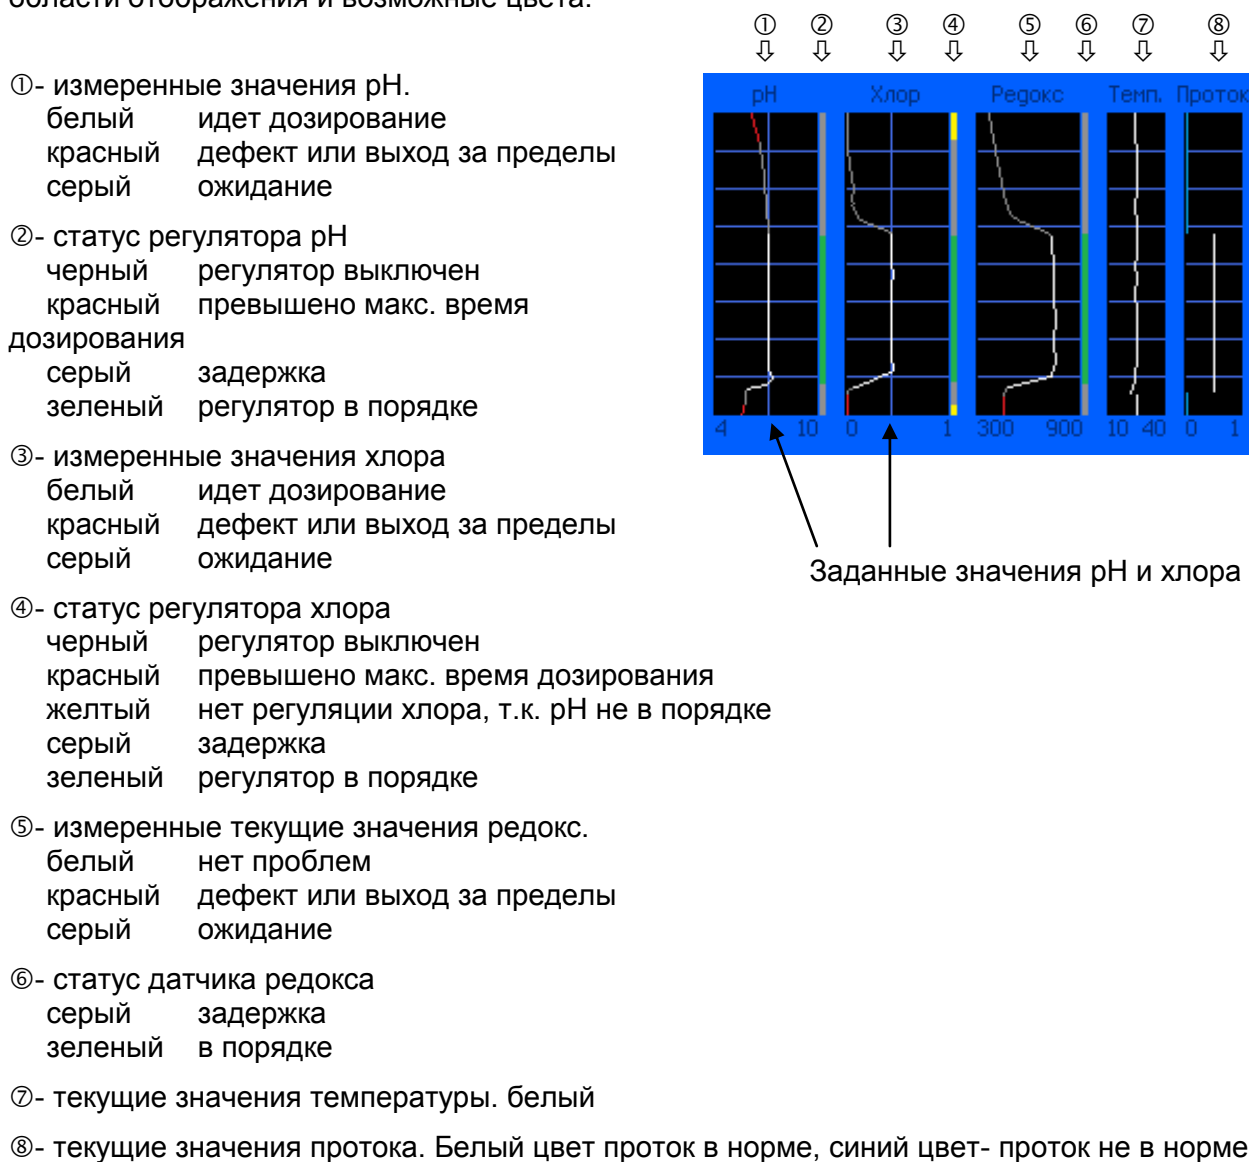 области отображения и возможные цвета.
① ② ③ ④ ⑤ ⑥ ⑦ ⑧
⇩ ⇩ ⇩ ⇩ ⇩ ⇩ ⇩ ⇩
pH Хлор Редокс Темп. Проток
4 10 0 1 300 900 10 40 0 1
Заданные значения pH и хлора
①- измеренные значения pH.
белый идет дозирование
красный дефект или выход за пределы
серый ожидание
②- статус регулятора pH
черный регулятор выключен
красный превышено макс. время
дозирования
серый задержка
зеленый регулятор в порядке
③- измеренные значения хлора
белый идет дозирование
красный дефект или выход за пределы
серый ожидание
④- статус регулятора хлора
черный регулятор выключен
красный превышено макс. время дозирования
желтый нет регуляции хлора, т.к. pH не в порядке
серый задержка
зеленый регулятор в порядке
⑤- измеренные текущие значения редокс.
белый нет проблем
красный дефект или выход за пределы
серый ожидание
⑥- статус датчика редокса
серый задержка
зеленый в порядке
⑦- текущие значения температуры. белый
⑧- текущие значения протока. Белый цвет проток в норме, синий цвет- проток не в норме